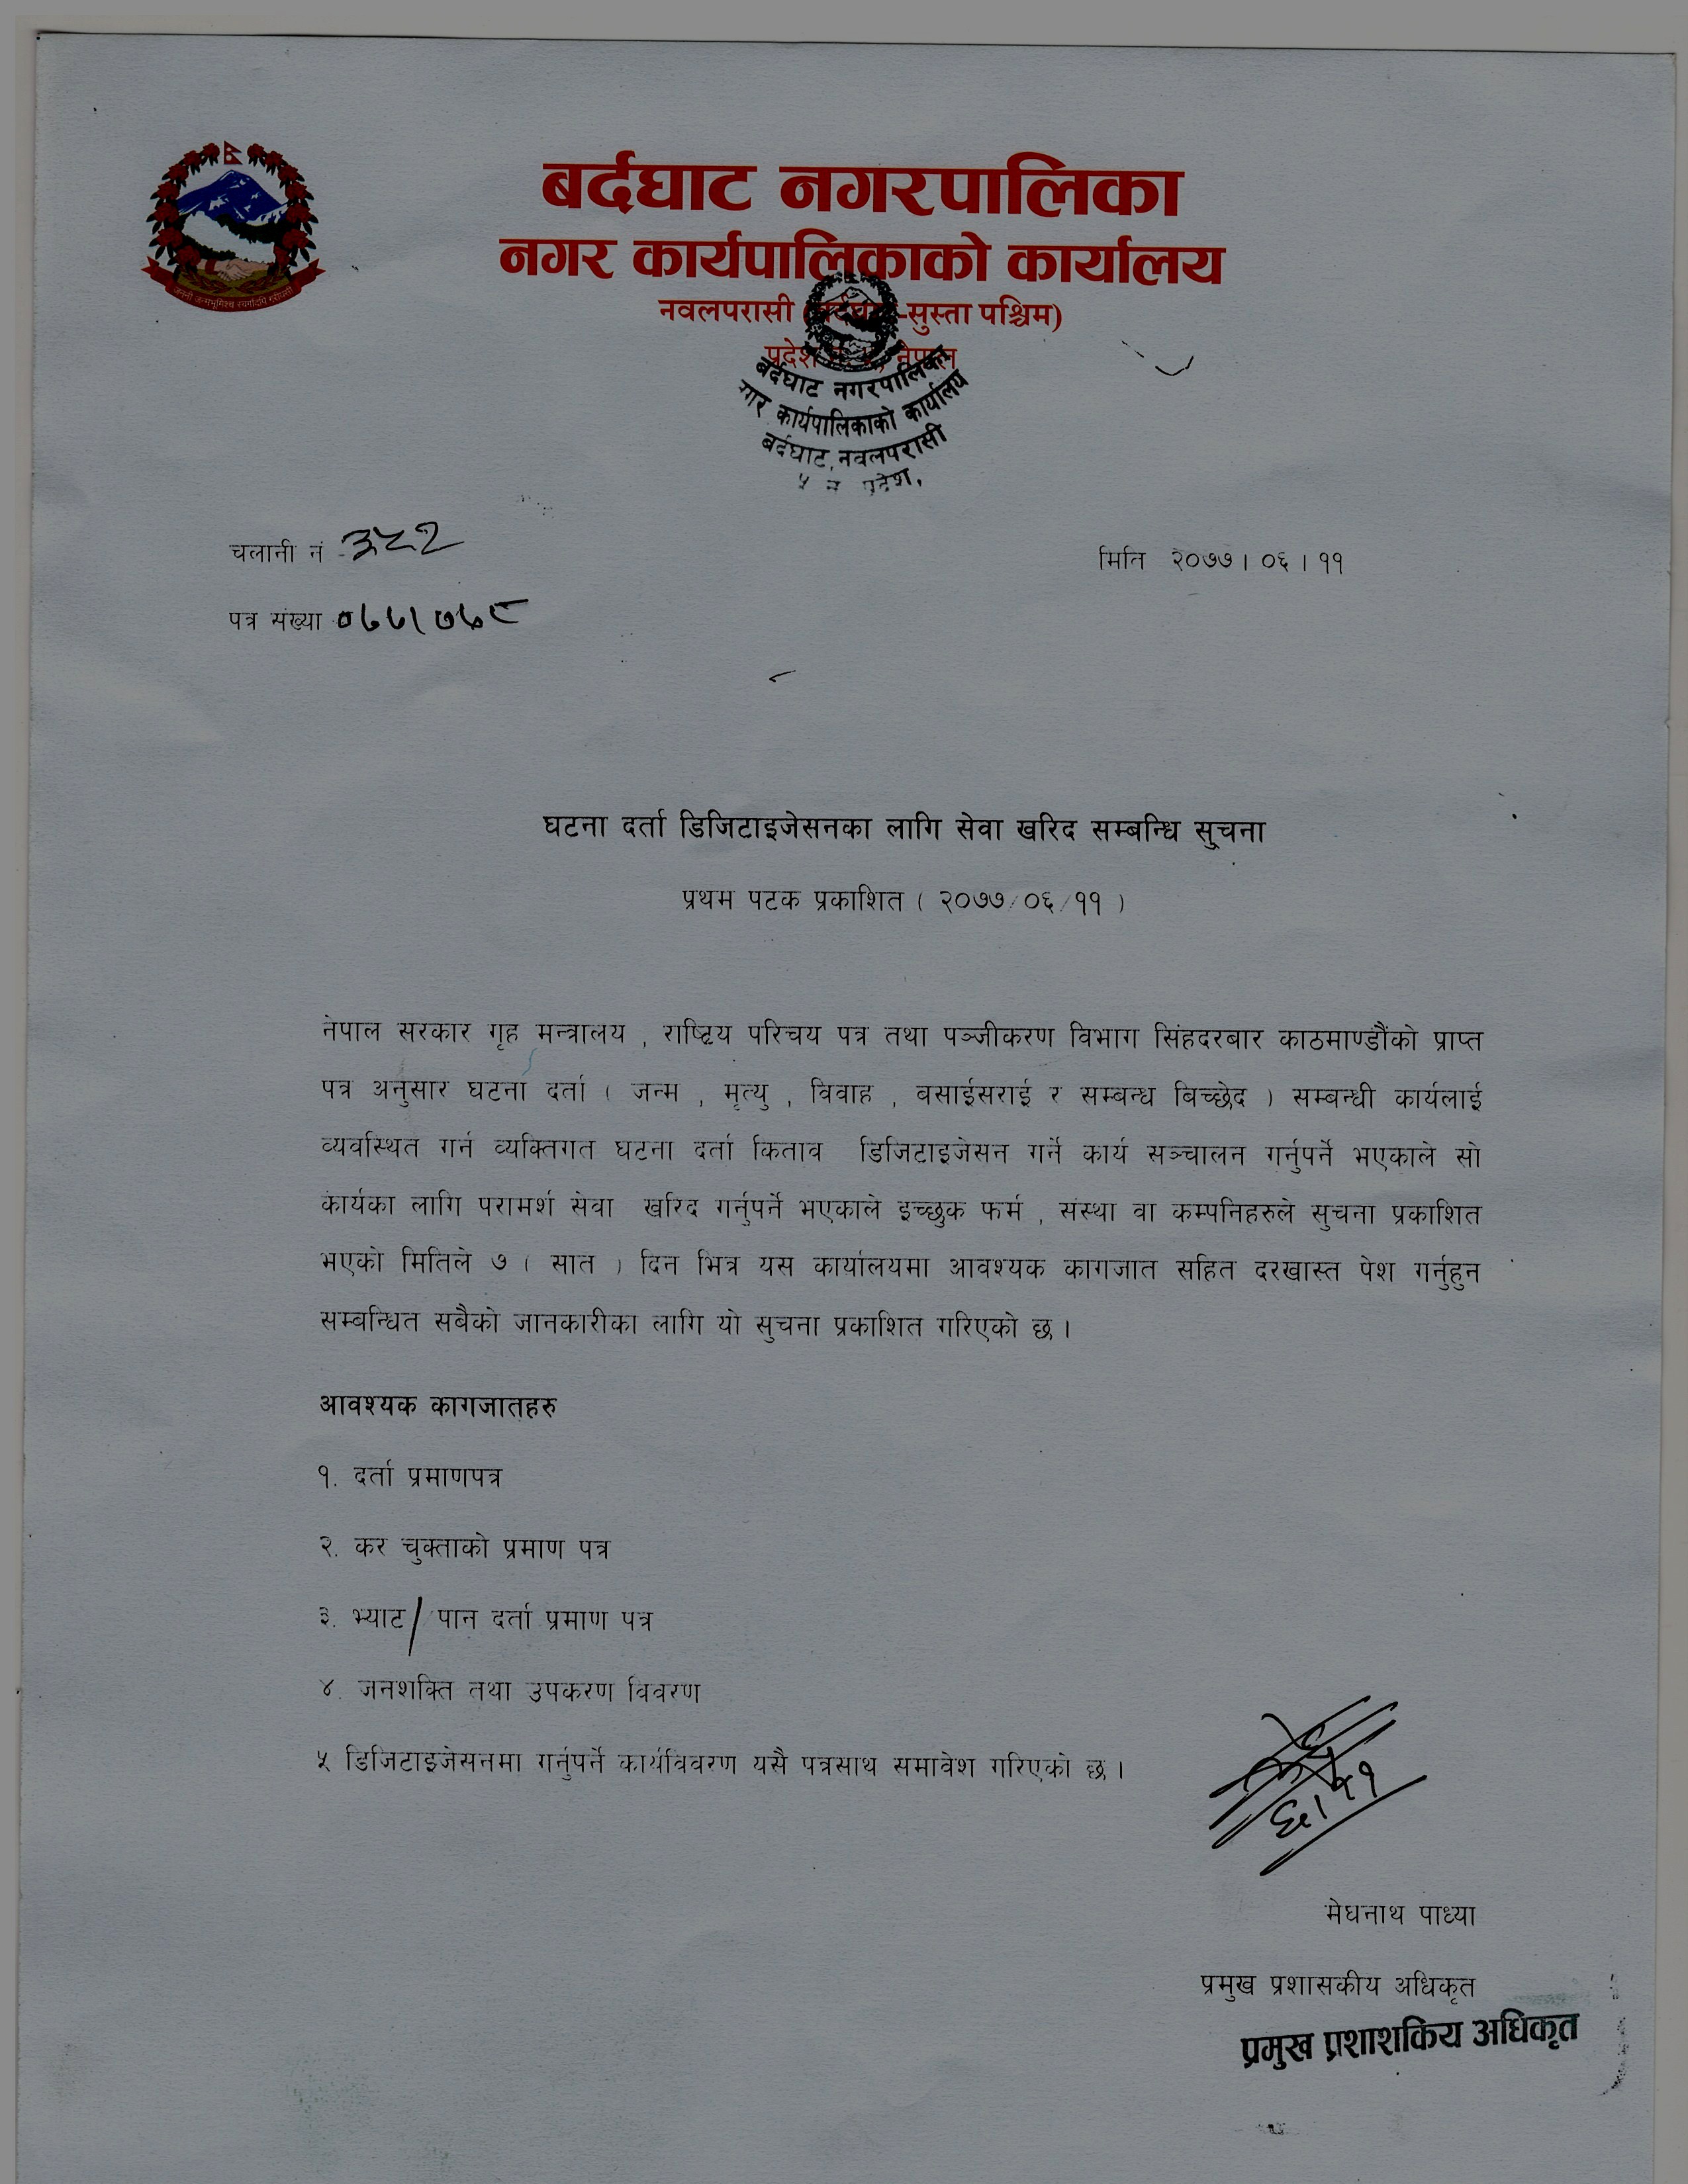 बर्दघाट नगरपालिका
नगर कार्यपालिकाको कार्यालय
नवलपरासी (बर्दघाट-सुस्ता पश्चिम)
प्रदेश नेपाल
बर्दघाट नगरपालिका
नगर कार्यपालिकाको कार्यालय
बर्दघाट, नवलपरासी
५ न प्रदेश,
चलानी नं
मिति २०७७।०६।११
पत्र संख्या ०७७।७८
घटना दर्ता डिजिटाइजेसनका लागि सेवा खरिद सम्बन्धि सुचना
प्रथम पटक प्रकाशित ( २०७७/०६/११ )
नेपाल सरकार गृह मन्त्रालय , राष्ट्रिय परिचय पत्र तथा पञ्जीकरण विभाग सिंहदरबार काठमाण्डौंको प्राप्त
पत्र अनुसार घटना दर्ता ( जन्म , मृत्यु , विवाह , बसाईसराई र सम्बन्ध बिच्छेद ) सम्बन्धी कार्यलाई
व्यवस्थित गर्न व्यक्तिगत घटना दर्ता किताव डिजिटाइजेसन गर्ने कार्य सञ्चालन गर्नुपर्ने भएकाले सो
कार्यका लागि परामर्श सेवा खरिद गर्नुपर्ने भएकाले इच्छुक फर्म , संस्था वा कम्पनिहरुले सुचना प्रकाशित
भएको मितिले ७ ( सात ) दिन भित्र यस कार्यालयमा आवश्यक कागजात सहित दरखास्त पेश गर्नुहुन
सम्बन्धित सबैको जानकारीका लागि यो सुचना प्रकाशित गरिएको छ ।
आवश्यक कागजातहरु
१. दर्ता प्रमाणपत्र
२. कर चुक्ताको प्रमाण पत्र
३. भ्याट/ पान दर्ता प्रमाण पत्र
४. जनशक्ति तथा उपकरण विवरण
५ डिजिटाइजेसनमा गर्नुपर्ने कार्यविवरण यसै पत्रसाथ समावेश गरिएको छ ।
६।११
मेघनाथ पाध्या
प्रमुख प्रशासकीय अधिकृत
प्रमुख प्रशाशकिय अधिकृत